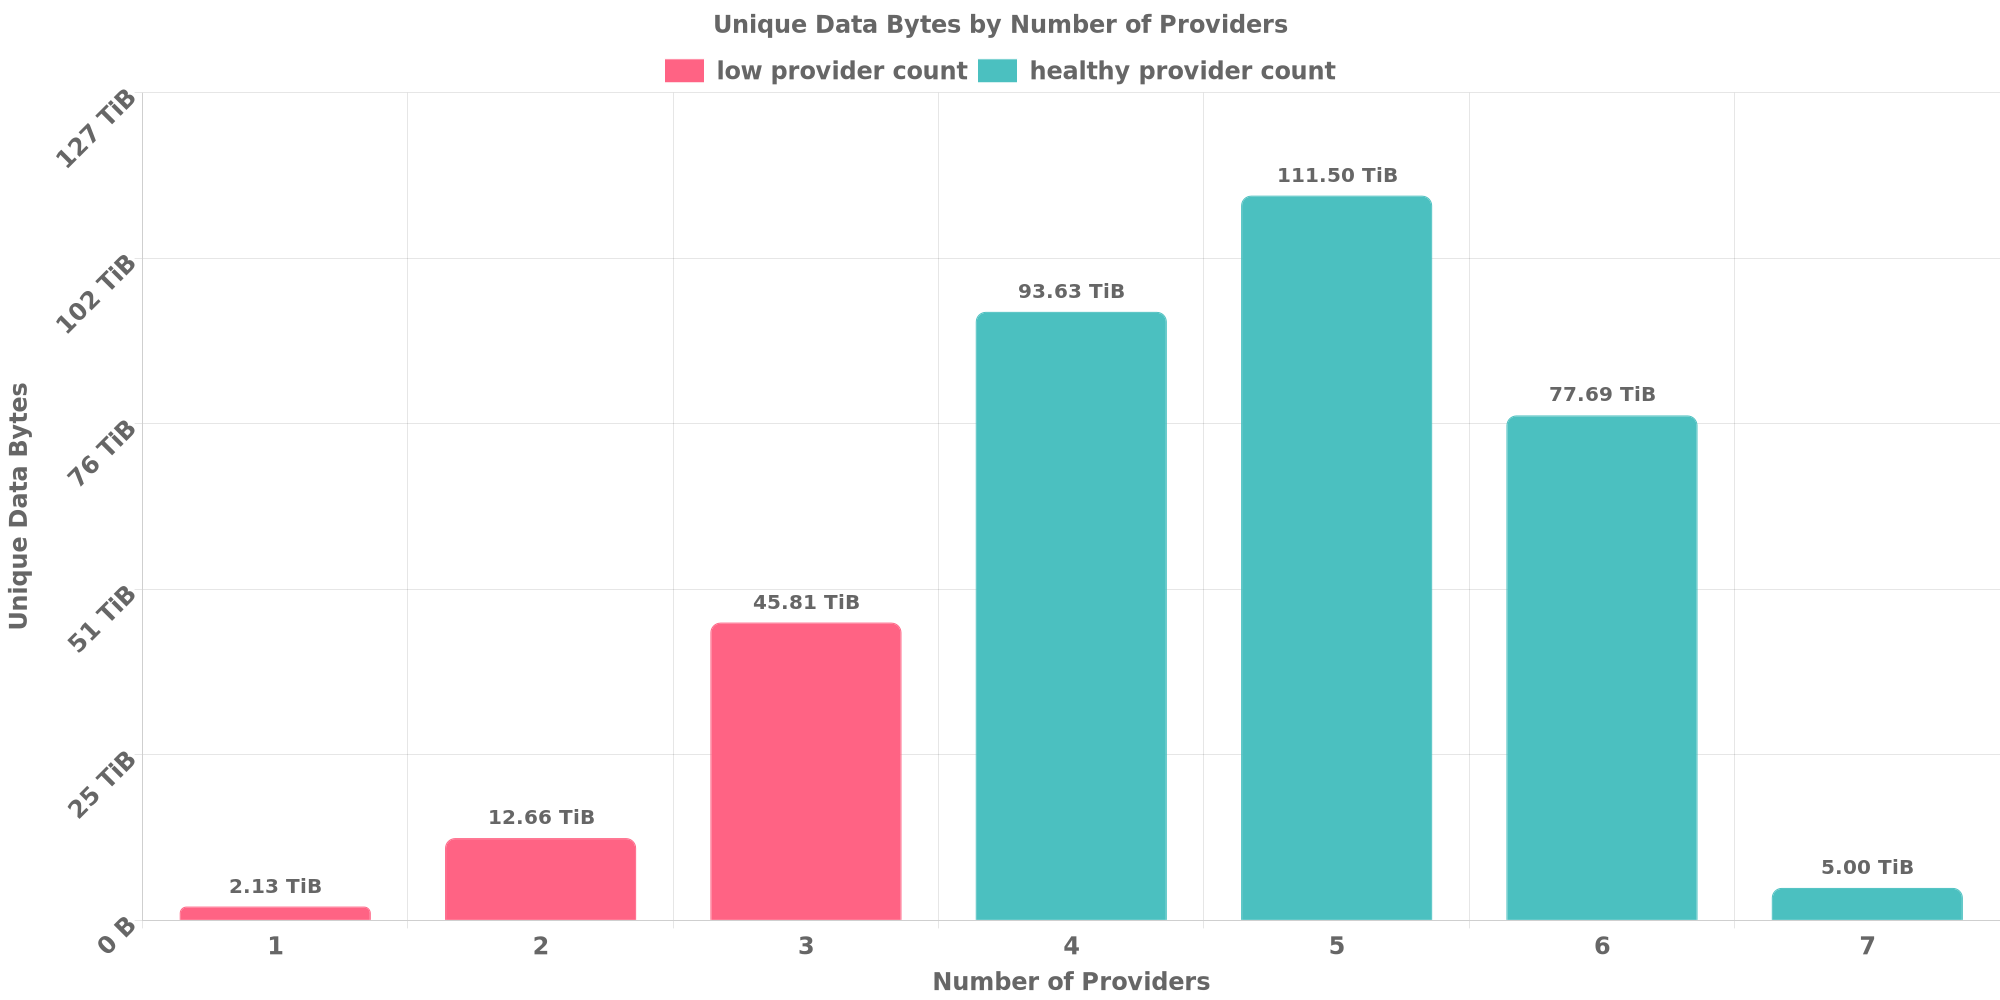 Unique Data Bytes by Number of Providers
low provider count healthy provider count
127 TiB
102 TiB
76 TiB
51 TiB
25 TiB
0 B
Unique Data Bytes
2.13 TiB
12.66 TiB
45.81 TiB
93.63 TiB
111.50 TiB
77.69 TiB
5.00 TiB
1 2 3 4 5 6 7
Number of Providers